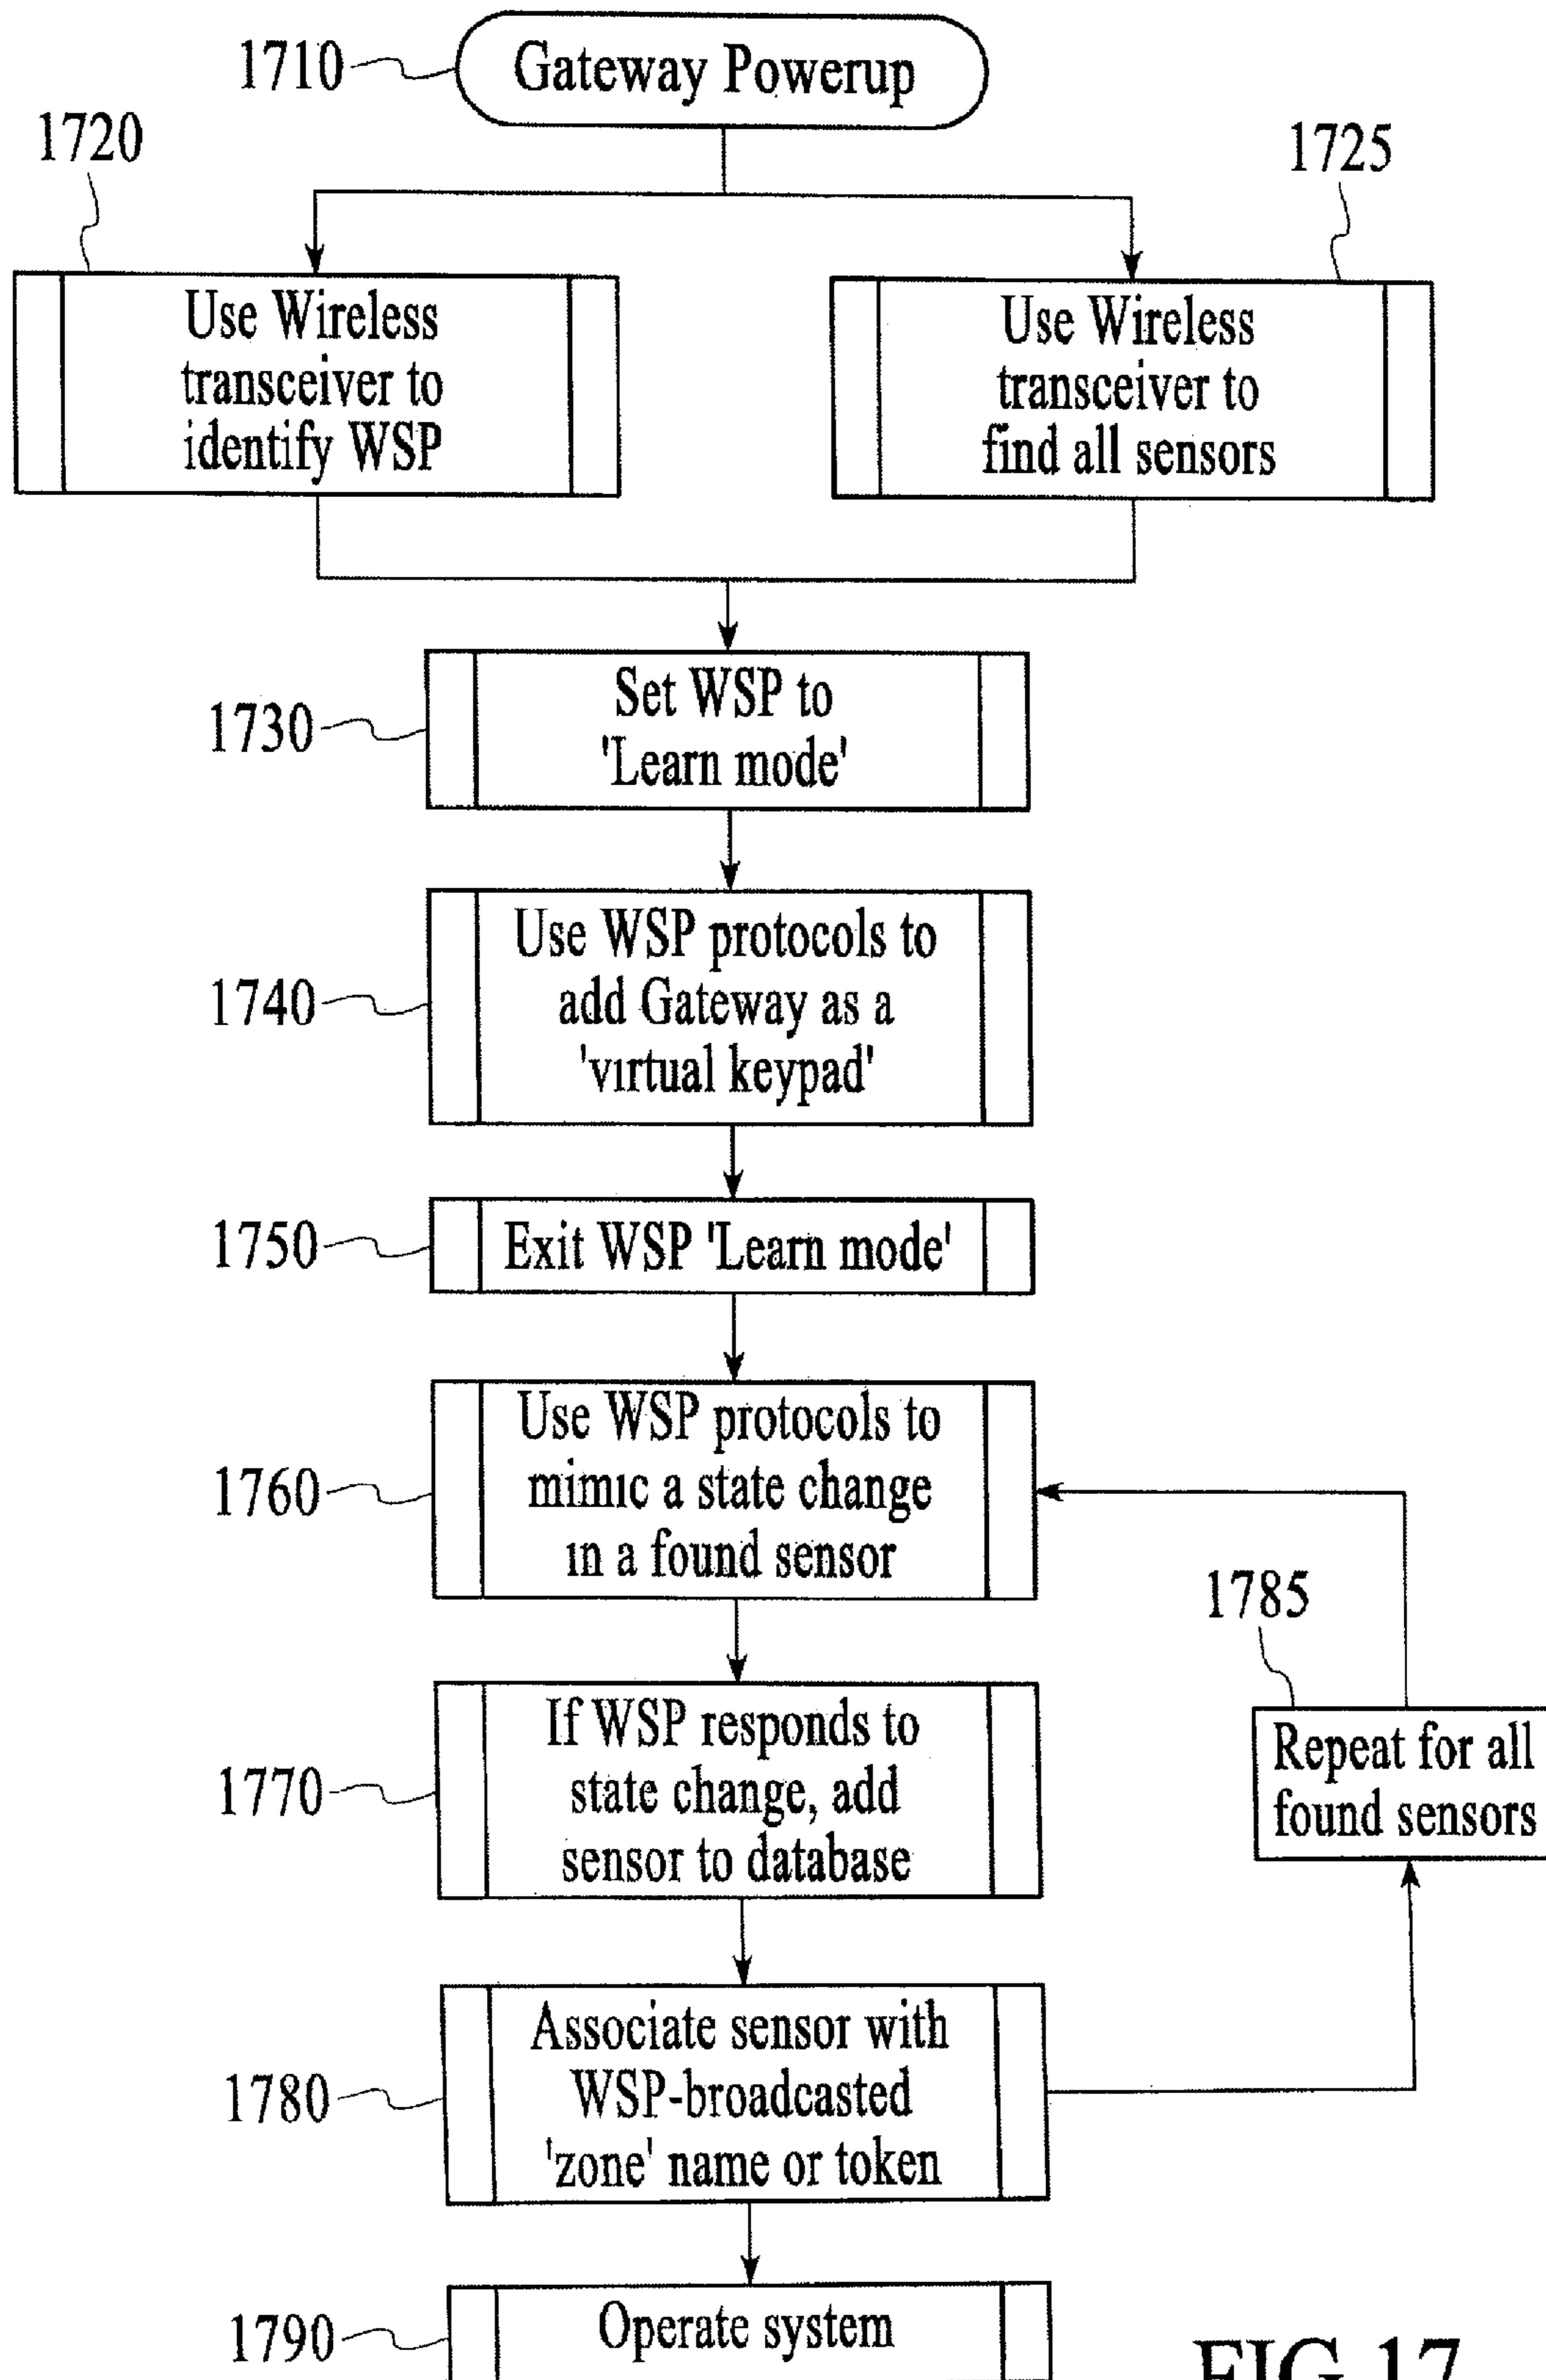 1710
Gateway Powerup
1720
1725
Use Wireless
transceiver to
identify WSP
Use Wireless
transceiver to
find all sensors
1730
Set WSP to
'Learn mode'
1740
Use WSP protocols to
add Gateway as a
'virtual keypad'
1750
Exit WSP 'Learn mode'
1760
Use WSP protocols to
mimic a state change
in a found sensor
1785
Repeat for all
found sensors
1770
If WSP responds to
state change, add
sensor to database
1780
Associate sensor with
WSP-broadcasted
'zone' name or token
1790
Operate system
FIG.17